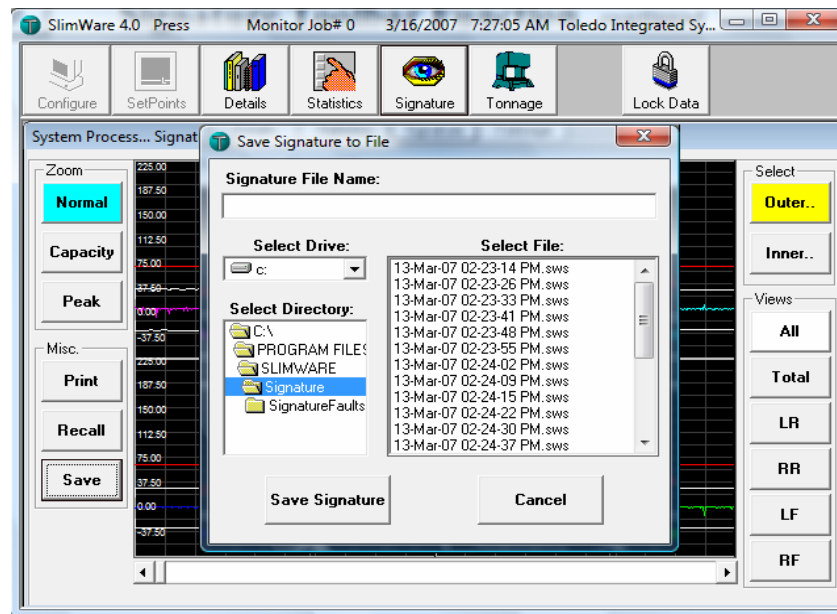 SlimWare 4.0 Press Monitor Job# 0 3/16/2007 7:27:05 AM Toledo Integrated Sy...
Configure SetPoints Details Statistics Signature Tonnage Lock Data
System Process... Signat
Save Signature to File
Zoom
Normal
Capacity
Peak
Misc.
Print
Recall
Save
225.00
187.50
150.00
112.50
75.00
37.50
0.00
-37.50
225.00
187.50
150.00
112.50
75.00
37.50
0.00
-37.50
Signature File Name:
Select Drive:
c:
Select Directory:
C:\
PROGRAM FILES
SLIMWARE
Signature
SignatureFaults
Select File:
13-Mar-07 02-23-14 PM.sws
13-Mar-07 02-23-26 PM.sws
13-Mar-07 02-23-33 PM.sws
13-Mar-07 02-23-41 PM.sws
13-Mar-07 02-23-48 PM.sws
13-Mar-07 02-23-55 PM.sws
13-Mar-07 02-24-02 PM.sws
13-Mar-07 02-24-09 PM.sws
13-Mar-07 02-24-15 PM.sws
13-Mar-07 02-24-22 PM.sws
13-Mar-07 02-24-30 PM.sws
13-Mar-07 02-24-37 PM.sws
Save Signature
Cancel
Select
Outer..
Inner..
Views
All
Total
LR
RR
LF
RF